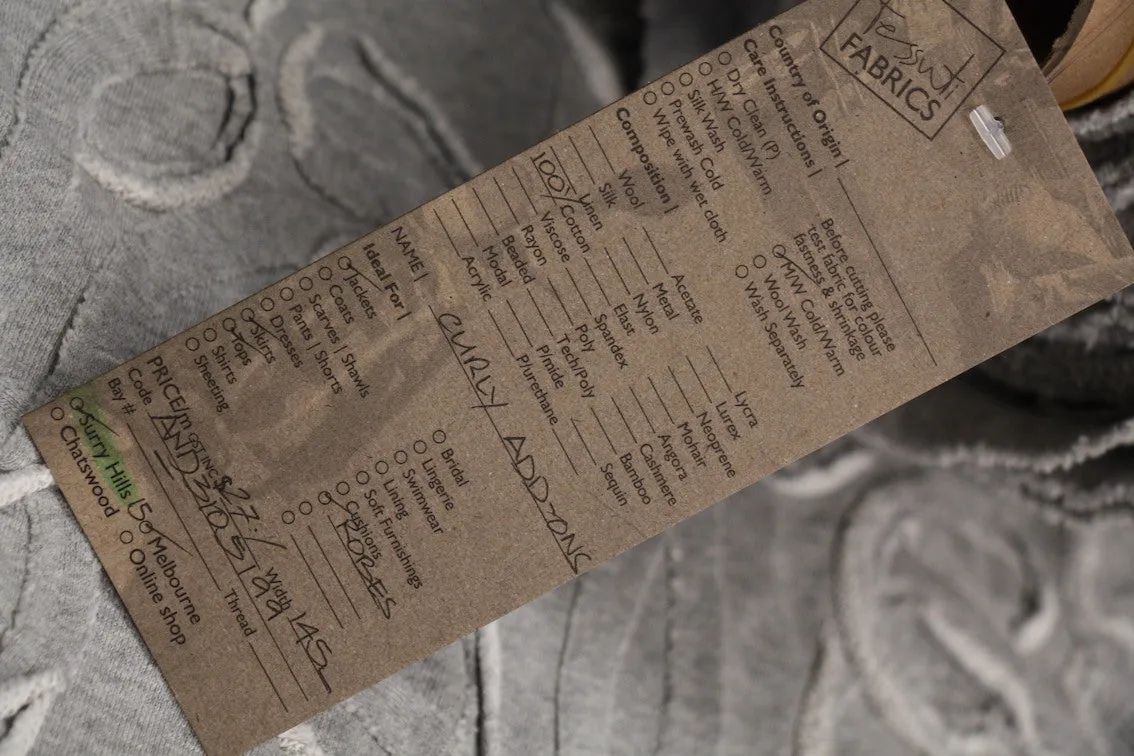 Tessuti
FABRICS
Country of Origin |
Care Instructions |
Dry Clean (P)
H/W Cold/Warm
Silk Wash
Prewash Cold
Wipe with wet cloth
Before cutting please
test fabric for colour
fastness & shrinkage
M/W Cold/Warm
Wool Wash
Wash Separately
Composition |
Wool
Silk
Linen
100% Cotton
Viscose
Rayon
Beaded
Modal
Acrylic
Acetate
Metal
Nylon
Elast
Spandex
Poly
Tech/Poly
P/mide
P/urethane
Lycra
Lurex
Neoprene
Mohair
Angora
Cashmere
Bamboo
Sequin
NAME | CURLY ADD-ONS
Ideal For |
Jackets
Coats
Scarves | Shawls
Pants | Shorts
Dresses
Skirts
Tops
Shirts
Sheeting
Bridal
Lingerie
Swimwear
Lining
Soft Furnishings
Cushions
ROBES
PRICE/m GST INC $27.- Width 145
Code
Bay # Thread
Surry Hills
Melbourne
Chatswood
Online shop